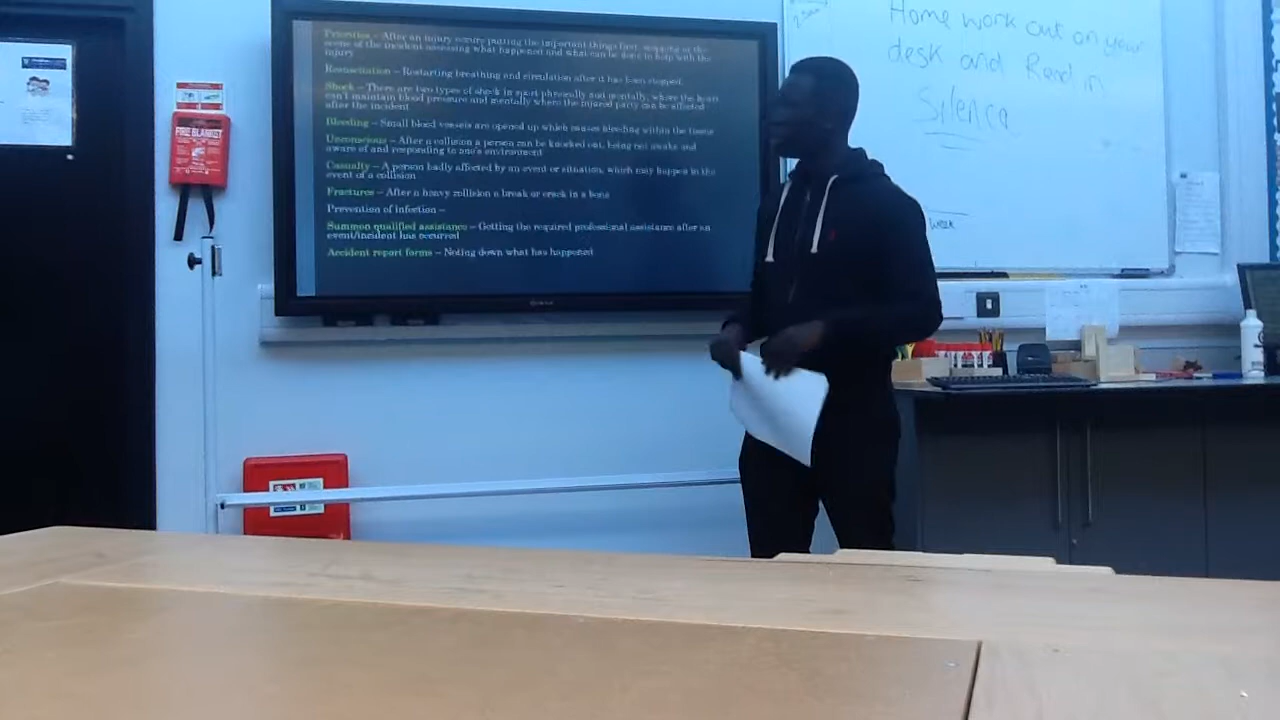 Priorities – After an injury occurs putting the important things first, stopping at the
scene of the incident assessing what happened and what can be done to help with the
injury
Resuscitation – Restarting breathing and circulation after it has been stopped.
Shock – There are two types of shock in sport physically and mentally, where the heart
can't maintain blood pressure and mentally where the injured party can be affected
after the incident
Bleeding – Small blood vessels are opened up which causes bleeding within the tissue
Unconscious – After a collision a person can be knocked out, being not awake and
aware of and responding to one's environment
Casualty – A person badly affected by an event or situation, which may happen in the
event of a collision
Fractures – After a heavy collision a break or crack in a bone
Prevention of infection –
Summon qualified assistance – Getting the required professional assistance after an
event/incident has occurred
Accident report forms – Noting down what has happened
Home work out on your
desk and Read in
Silence
week
FIRE BLANKET